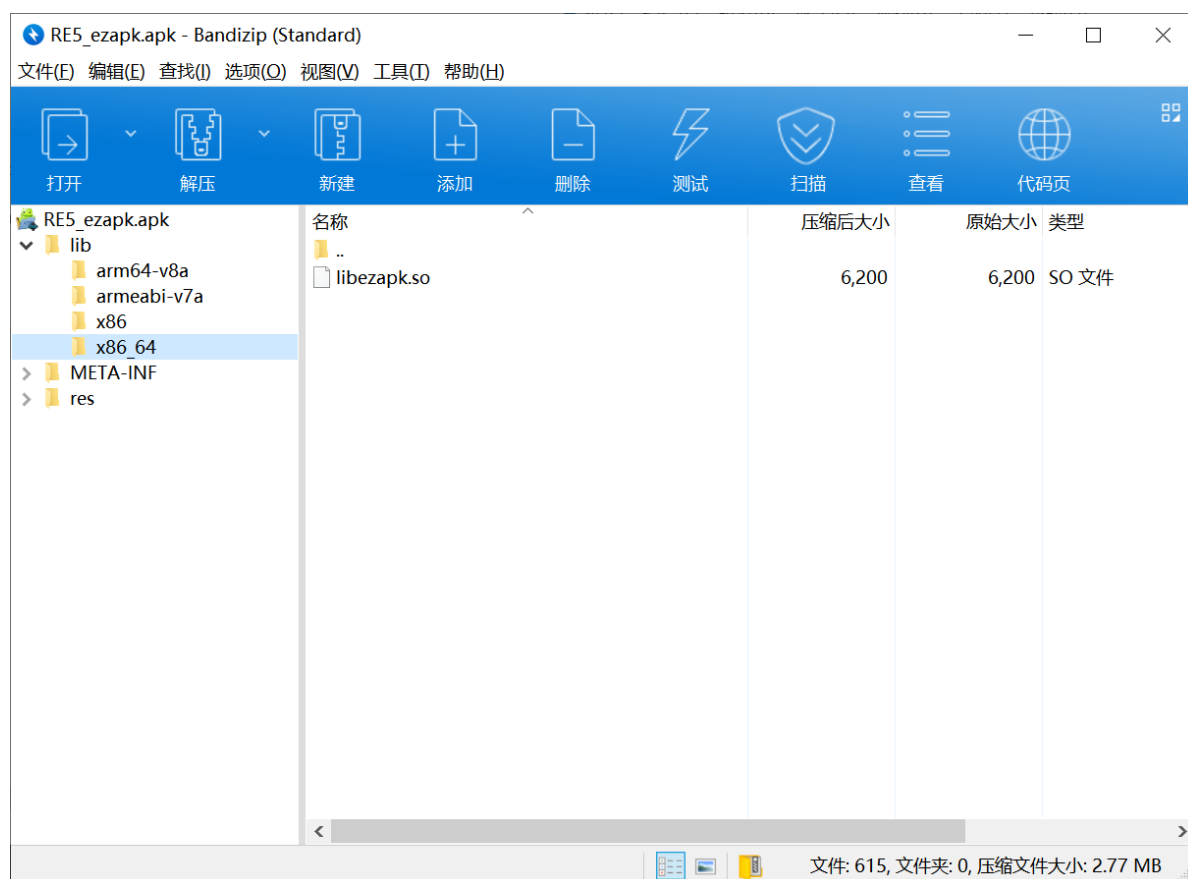 RE5_ezapk.apk - Bandizip (Standard)
文件(F) 编辑(E) 查找(I) 选项(O) 视图(V) 工具(T) 帮助(H)
打开 解压 新建 添加 删除 测试 扫描 查看 代码页
RE5_ezapk.apk
lib
arm64-v8a
armeabi-v7a
x86
x86_64
META-INF
res
名称 压缩后大小 原始大小 类型
..
libezapk.so 6,200 6,200 SO 文件
文件: 615, 文件夹: 0, 压缩文件大小: 2.77 MB